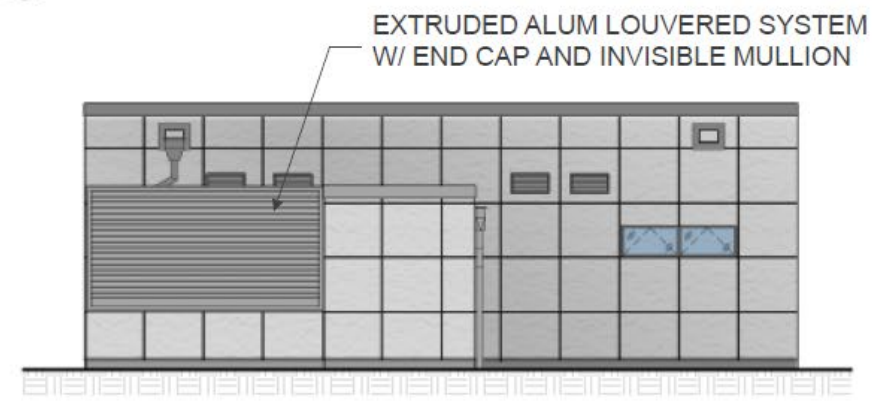 EXTRUDED ALUM LOUVERED SYSTEM
W/ END CAP AND INVISIBLE MULLION